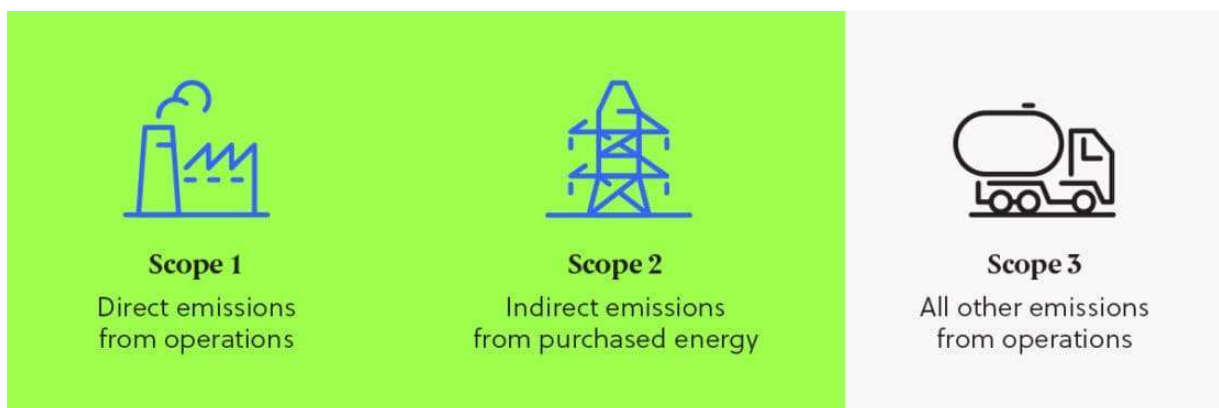 Scope 1
Direct emissions
from operations
Scope 2
Indirect emissions
from purchased energy
Scope 3
All other emissions
from operations